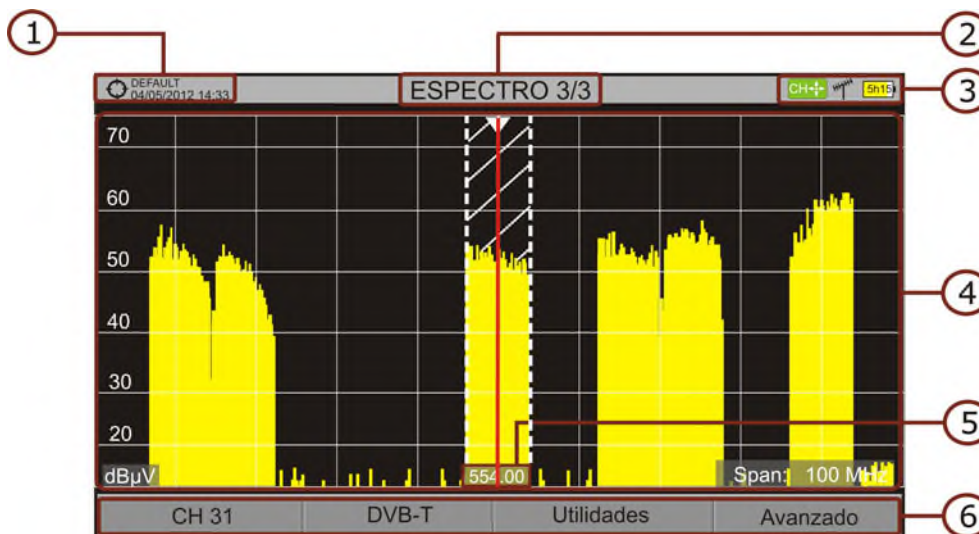 1
2
3
4
5
6
DEFAULT
04/05/2012 14:33
ESPECTRO 3/3
CH
5h15
70
60
50
40
30
20
dBµV
554.00
Span: 100 MHz
CH 31
DVB-T
Utilidades
Avanzado